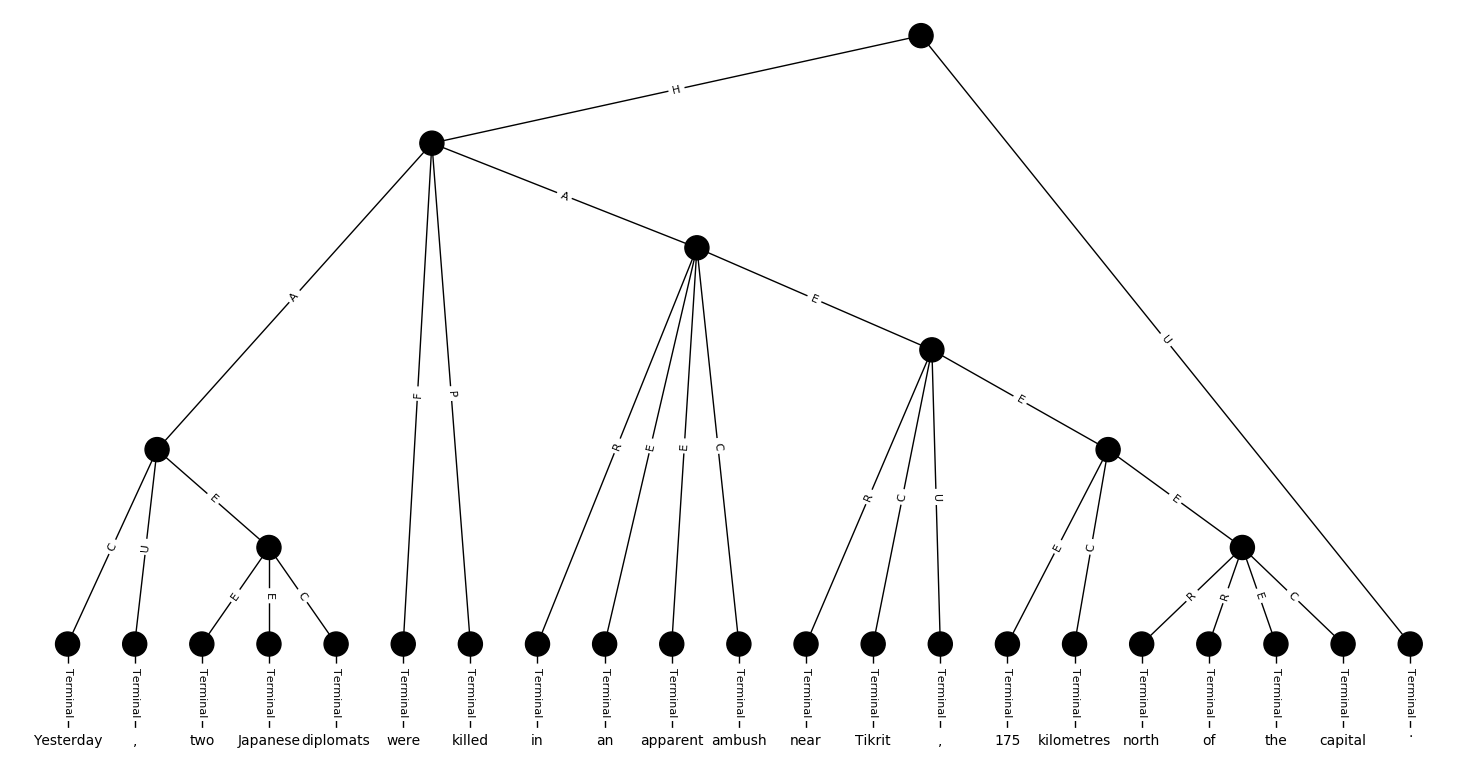 H
A
A
E
U
F
P
E
E
R
E
E
C
R
C
U
E
C
U
E
E
C
E
E
C
R
R
E
C
Terminal Terminal Terminal Terminal Terminal Terminal Terminal Terminal Terminal Terminal Terminal Terminal Terminal Terminal Terminal Terminal Terminal Terminal Terminal Terminal Terminal
Yesterday , two Japanese diplomats were killed in an apparent ambush near Tikrit , 175 kilometres north of the capital .